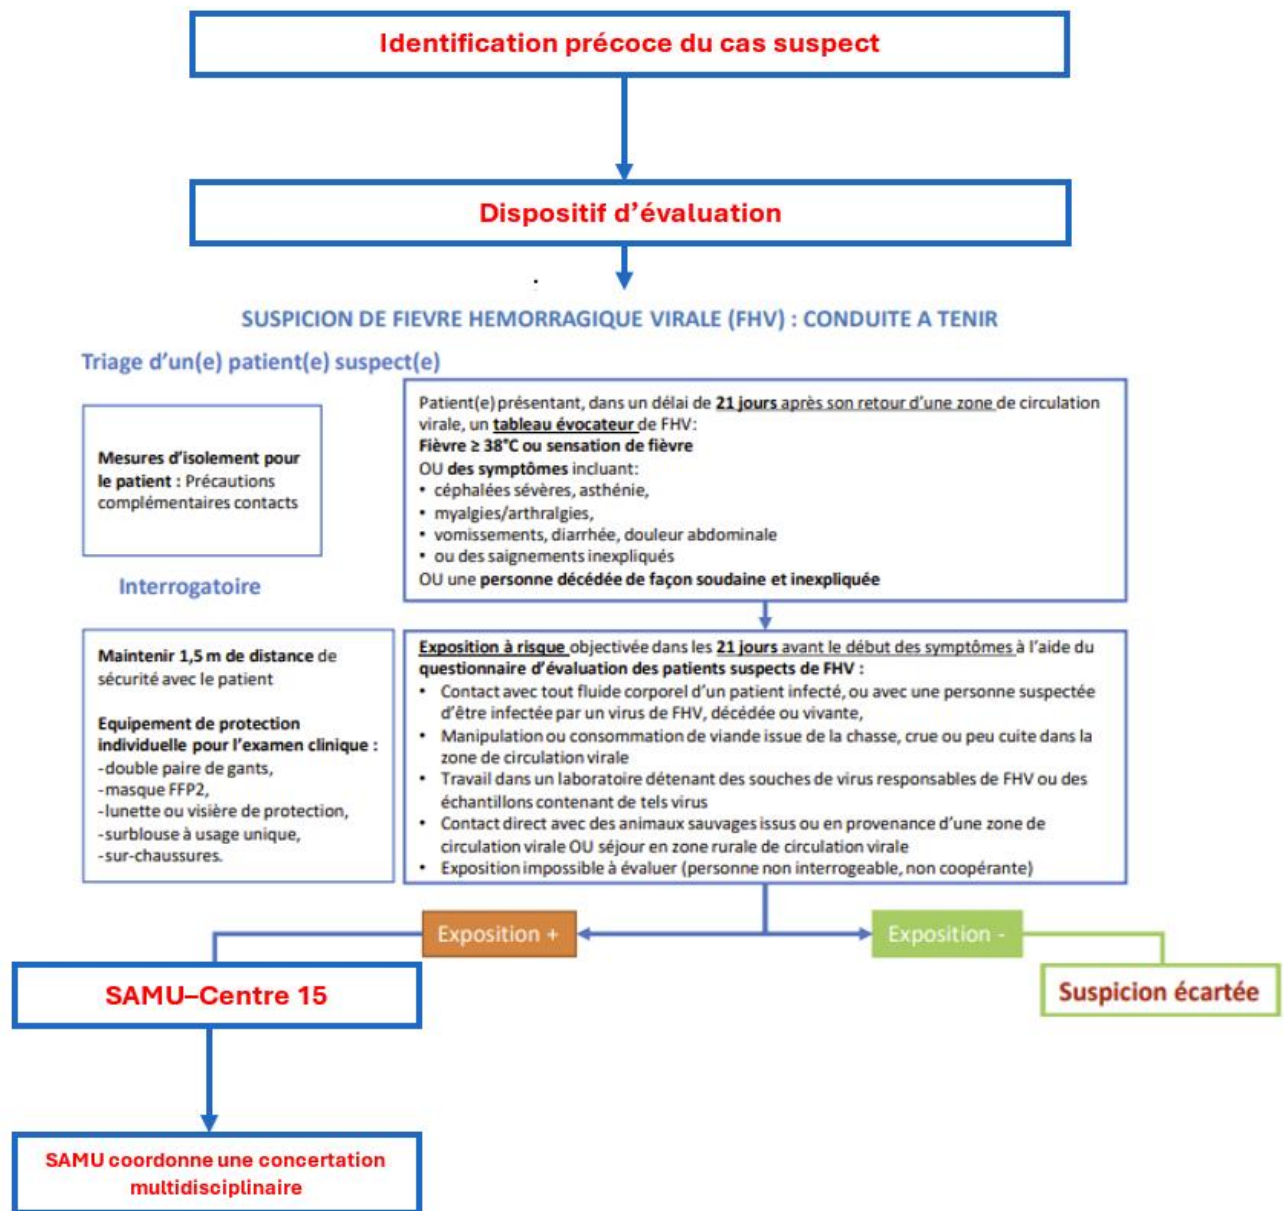 Identification précoce du cas suspect
Dispositif d’évaluation
.
SUSPICION DE FIEVRE HEMORRAGIQUE VIRALE (FHV) : CONDUITE A TENIR
Triage d’un(e) patient(e) suspect(e)
Mesures d’isolement pour
le patient : Précautions
complémentaires contacts
Patient(e) présentant, dans un délai de 21 jours après son retour d’une zone de circulation
virale, un tableau évocateur de FHV:
Fièvre ≥ 38°C ou sensation de fièvre
OU des symptômes incluant:
• céphalées sévères, asthénie,
• myalgies/arthralgies,
• vomissements, diarrhée, douleur abdominale
• ou des saignements inexpliqués
OU une personne décédée de façon soudaine et inexpliquée
Interrogatoire
Maintenir 1,5 m de distance de
sécurité avec le patient
Equipement de protection
individuelle pour l’examen clinique :
-double paire de gants,
-masque FFP2,
-lunette ou visière de protection,
-surblouse à usage unique,
-sur-chaussures.
Exposition à risque objectivée dans les 21 jours avant le début des symptômes à l’aide du
questionnaire d’évaluation des patients suspects de FHV :
• Contact avec tout fluide corporel d’un patient infecté, ou avec une personne suspectée
d’être infectée par un virus de FHV, décédée ou vivante,
• Manipulation ou consommation de viande issue de la chasse, crue ou peu cuite dans la
zone de circulation virale
• Travail dans un laboratoire détenant des souches de virus responsables de FHV ou des
échantillons contenant de tels virus
• Contact direct avec des animaux sauvages issus ou en provenance d’une zone de
circulation virale OU séjour en zone rurale de circulation virale
• Exposition impossible à évaluer (personne non interrogeable, non coopérante)
Exposition +
Exposition -
SAMU–Centre 15
Suspicion écartée
SAMU coordonne une concertation
multidisciplinaire